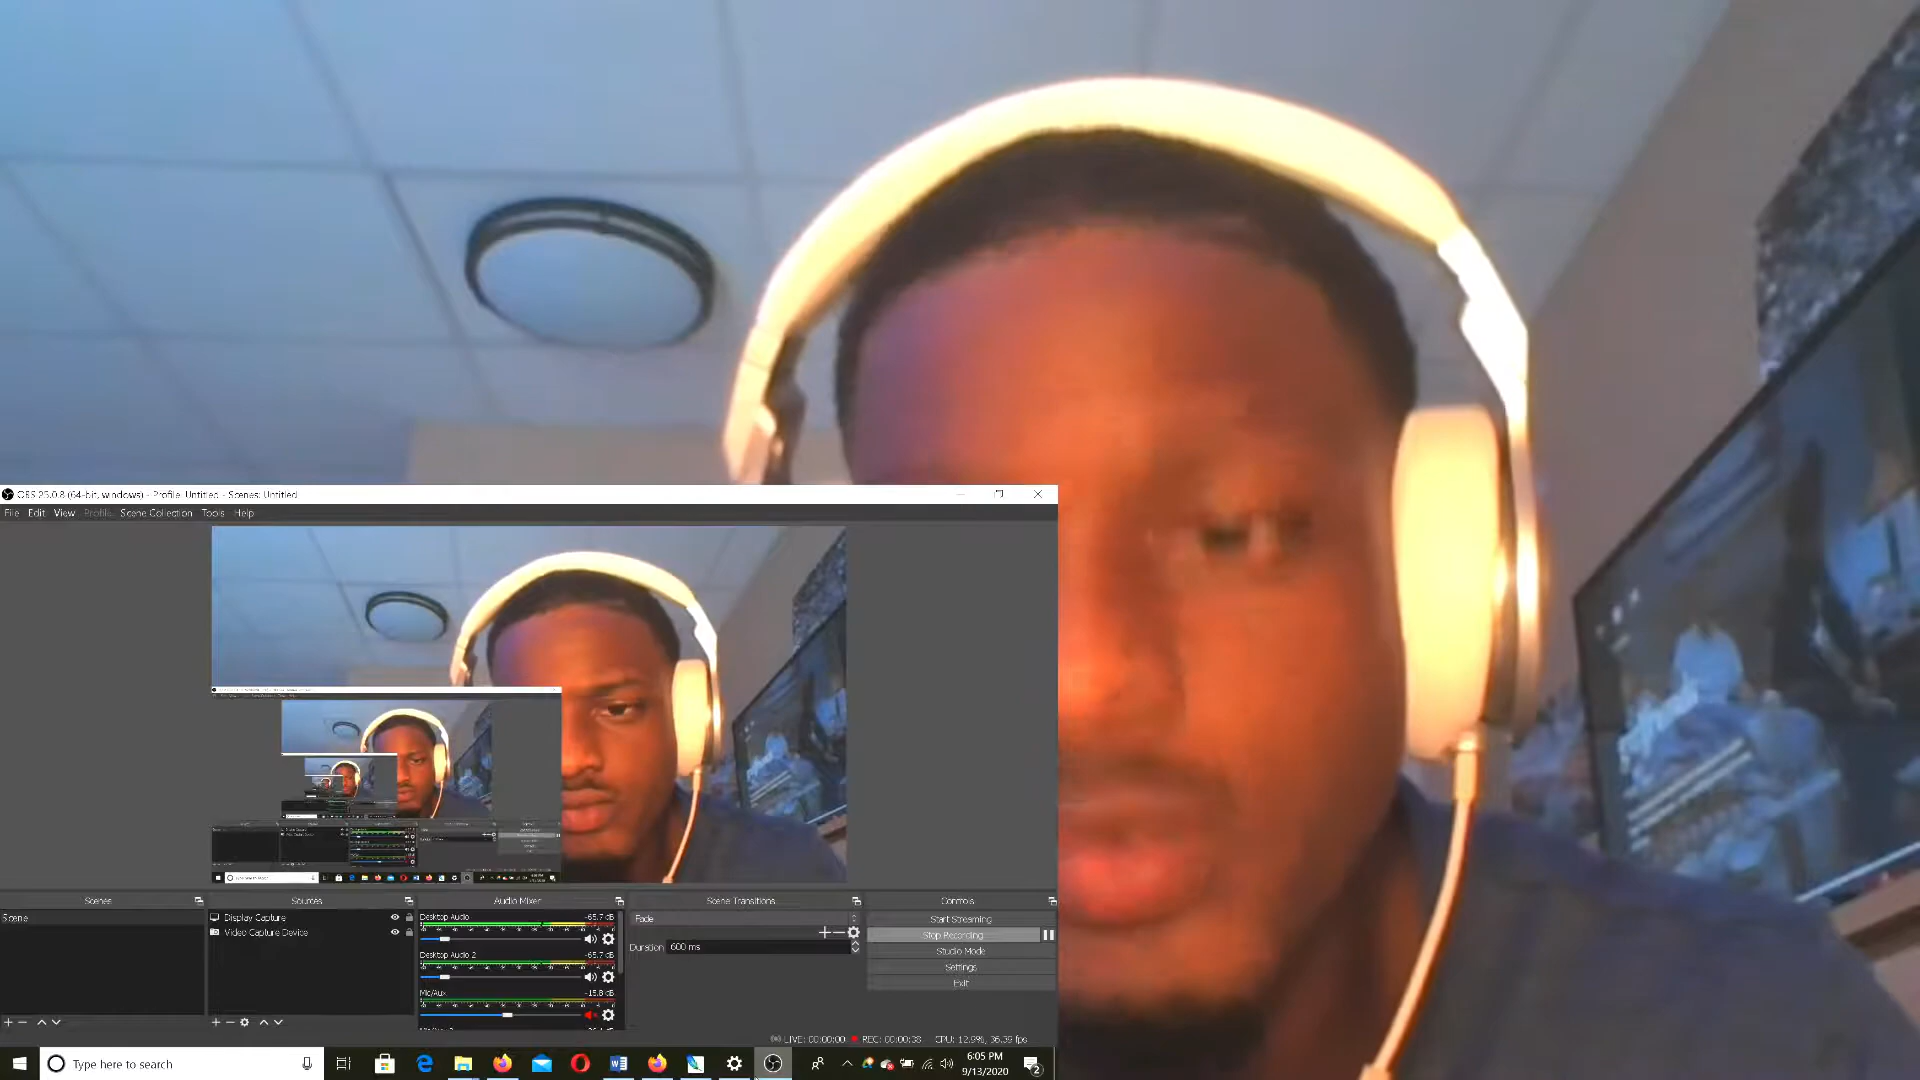 OBS 25.0.8 (64-bit, windows) - Profile: Untitled - Scenes: Untitled
File Edit View Profile Scene Collection Tools Help
Scenes
Sources
Audio Mixer
Scene Transitions
Controls
Scene
Display Capture
Video Capture Device
Desktop Audio -65.7 dB
Desktop Audio 2 -65.7 dB
Mic/Aux -15.8 dB
Fade
Duration 600 ms
Start Streaming
Stop Recording
Studio Mode
Settings
Exit
LIVE: 00:00:00 REC: 00:00:38 CPU: 12.9%, 36.39 fps
Type here to search
6:05 PM
9/13/2020
2